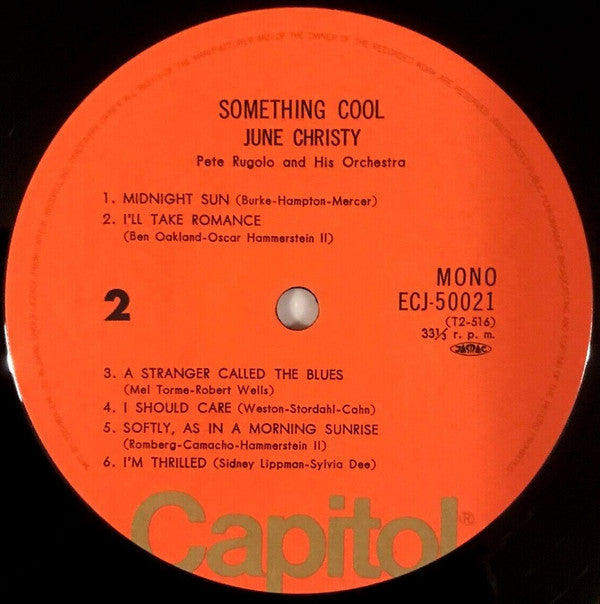 SOMETHING COOL
JUNE CHRISTY
Pete Rugolo and His Orchestra
1. MIDNIGHT SUN (Burke-Hampton-Mercer)
2. I'LL TAKE ROMANCE
(Ben Oakland-Oscar Hammerstein II)
2
MONO
ECJ-50021
(T2-516)
33⅓ r. p. m.
JASRAC
3. A STRANGER CALLED THE BLUES
(Mel Torme-Robert Wells)
4. I SHOULD CARE (Weston-Stordahl-Cahn)
5. SOFTLY, AS IN A MORNING SUNRISE
(Romberg-Camacho-Hammerstein II)
6. I'M THRILLED (Sidney Lippman-Sylvia Dee)
Capitol®